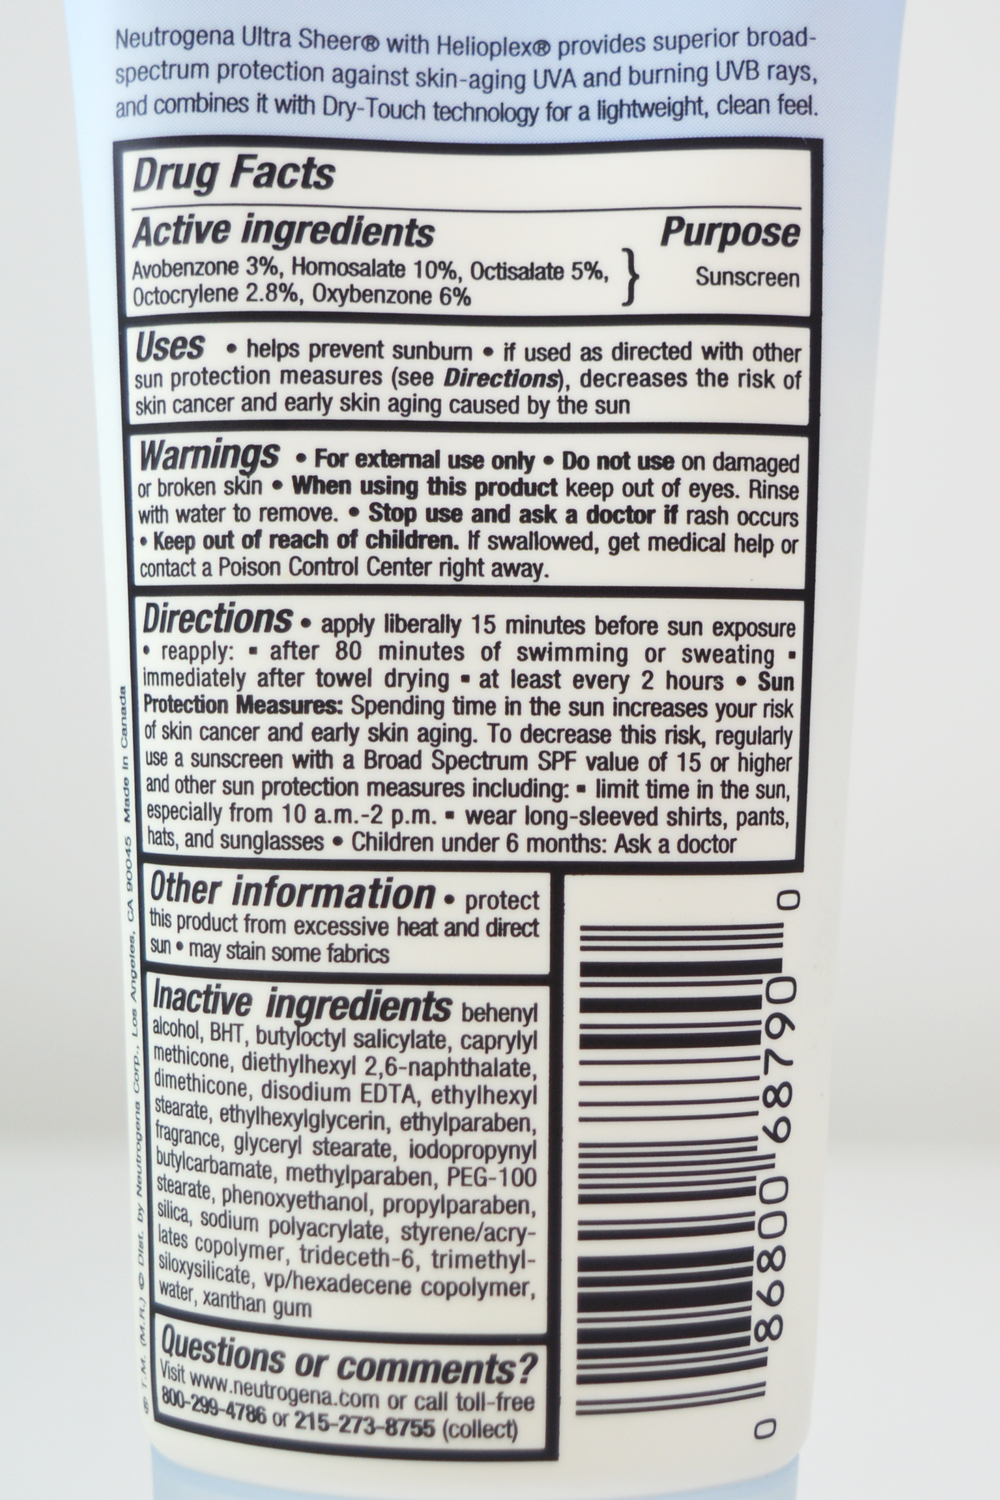 Neutrogena Ultra Sheer® with Helioplex® provides superior broad-
spectrum protection against skin-aging UVA and burning UVB rays,
and combines it with Dry-Touch technology for a lightweight, clean feel.
Drug Facts
Active ingredients Purpose
Avobenzone 3%, Homosalate 10%, Octisalate 5%,
Octocrylene 2.8%, Oxybenzone 6%
} Sunscreen
Uses • helps prevent sunburn • if used as directed with other
sun protection measures (see Directions), decreases the risk of
skin cancer and early skin aging caused by the sun
Warnings • For external use only • Do not use on damaged
or broken skin • When using this product keep out of eyes. Rinse
with water to remove. • Stop use and ask a doctor if rash occurs
• Keep out of reach of children. If swallowed, get medical help or
contact a Poison Control Center right away.
Directions • apply liberally 15 minutes before sun exposure
• reapply: ▪ after 80 minutes of swimming or sweating ▪
immediately after towel drying ▪ at least every 2 hours • Sun
Protection Measures: Spending time in the sun increases your risk
of skin cancer and early skin aging. To decrease this risk, regularly
use a sunscreen with a Broad Spectrum SPF value of 15 or higher
and other sun protection measures including: ▪ limit time in the sun,
especially from 10 a.m.-2 p.m. ▪ wear long-sleeved shirts, pants,
hats, and sunglasses • Children under 6 months: Ask a doctor
Other information • protect
this product from excessive heat and direct
sun • may stain some fabrics
Inactive ingredients behenyl
alcohol, BHT, butyloctyl salicylate, caprylyl
methicone, diethylhexyl 2,6-naphthalate,
dimethicone, disodium EDTA, ethylhexyl
stearate, ethylhexylglycerin, ethylparaben,
fragrance, glyceryl stearate, iodopropynyl
butylcarbamate, methylparaben, PEG-100
stearate, phenoxyethanol, propylparaben,
silica, sodium polyacrylate, styrene/acry-
lates copolymer, trideceth-6, trimethyl-
siloxysilicate, vp/hexadecene copolymer,
water, xanthan gum
Questions or comments?
Visit www.neutrogena.com or call toll-free
800-299-4786 or 215-273-8755 (collect)
0 86800 68790 0
® T.M. (M.R.) © Dist. by Neutrogena Corp., Los Angeles, CA 90045 Made in Canada